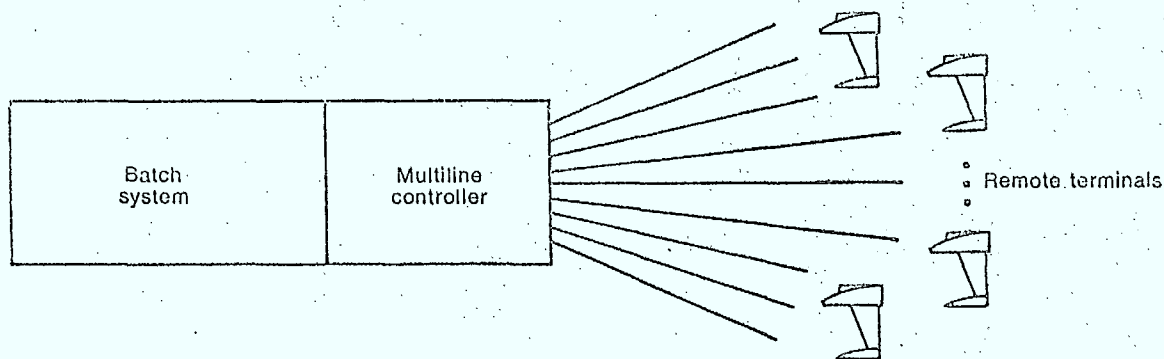 Batch
system
Multiline
controller
Remote terminals